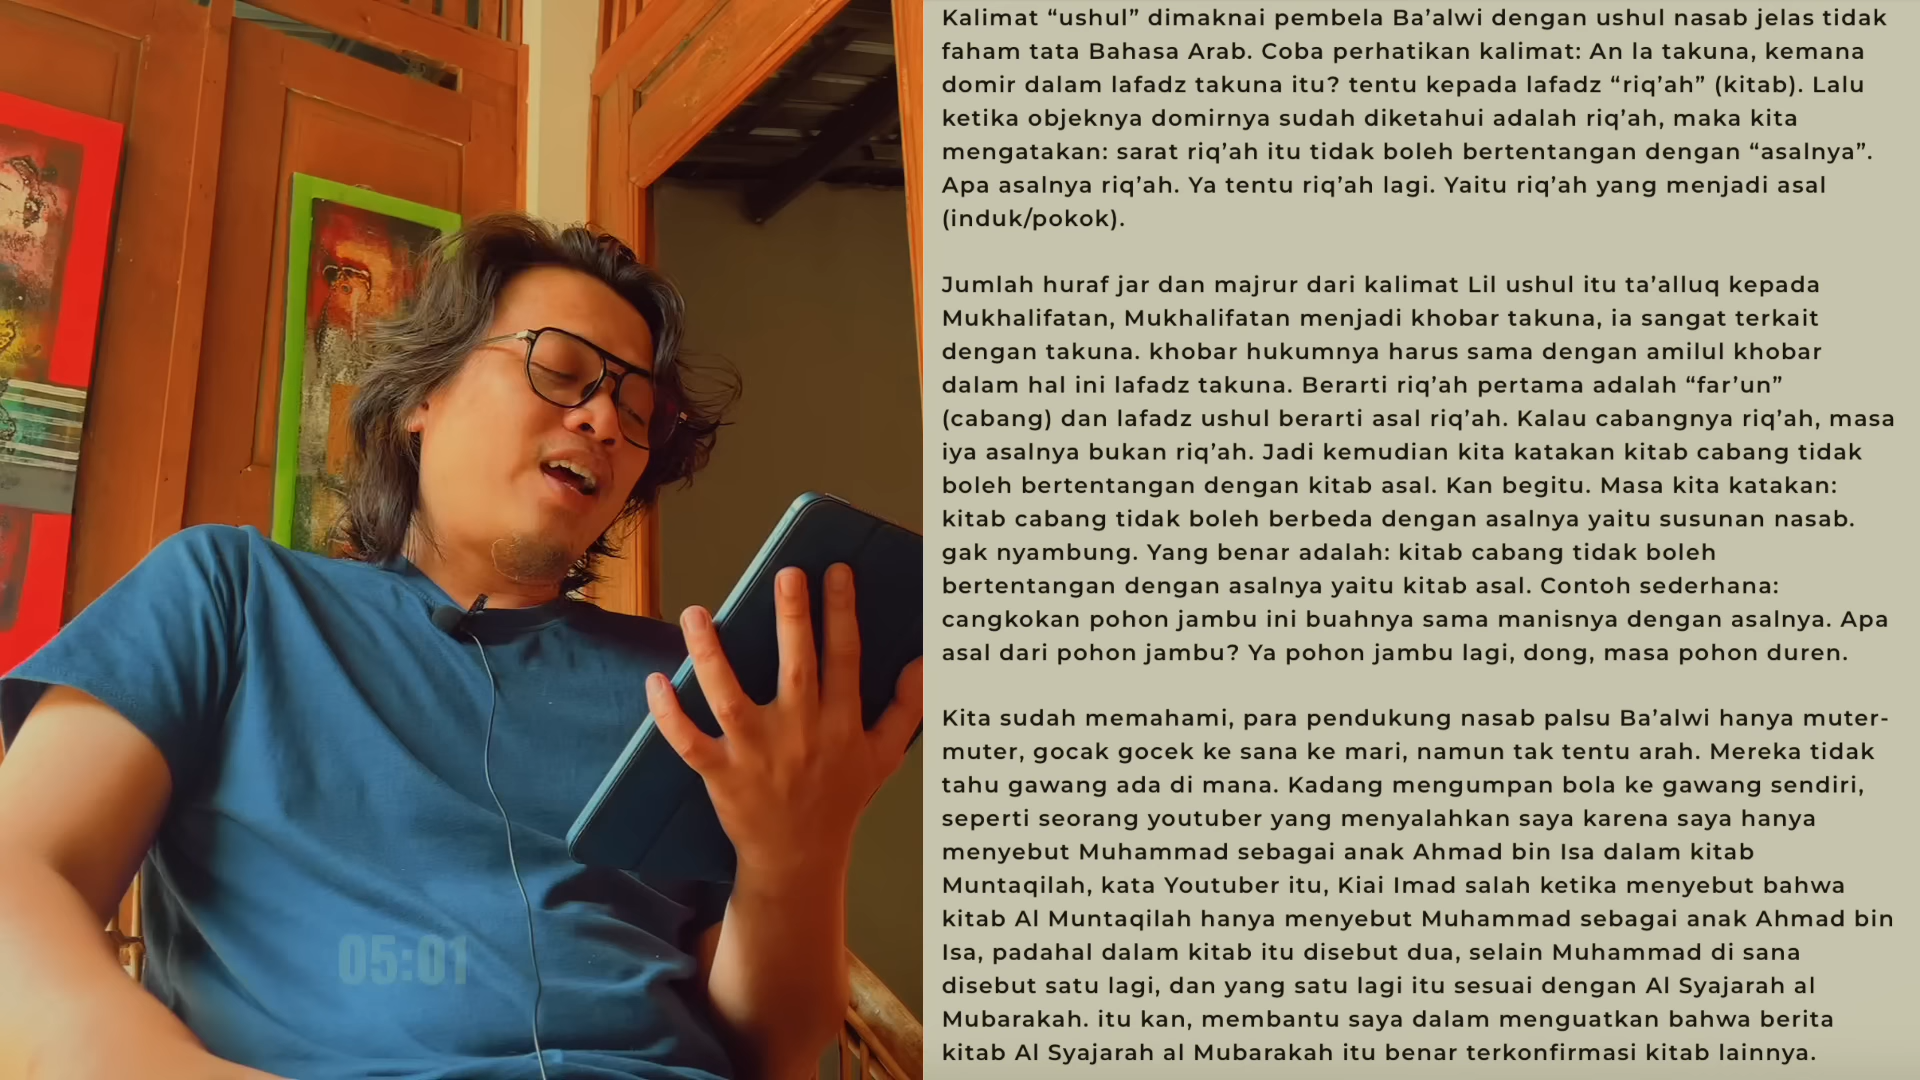 Kalimat “ushul” dimaknai pembela Ba’alwi dengan ushul nasab jelas tidak
faham tata Bahasa Arab. Coba perhatikan kalimat: An la takuna, kemana
domir dalam lafadz takuna itu? tentu kepada lafadz “riq’ah” (kitab). Lalu
ketika objeknya domirnya sudah diketahui adalah riq’ah, maka kita
mengatakan: sarat riq’ah itu tidak boleh bertentangan dengan “asalnya”.
Apa asalnya riq’ah. Ya tentu riq’ah lagi. Yaitu riq’ah yang menjadi asal
(induk/pokok).
Jumlah huraf jar dan majrur dari kalimat Lil ushul itu ta’alluq kepada
Mukhalifatan, Mukhalifatan menjadi khobar takuna, ia sangat terkait
dengan takuna. khobar hukumnya harus sama dengan amilul khobar
dalam hal ini lafadz takuna. Berarti riq’ah pertama adalah “far’un”
(cabang) dan lafadz ushul berarti asal riq’ah. Kalau cabangnya riq’ah, masa
iya asalnya bukan riq’ah. Jadi kemudian kita katakan kitab cabang tidak
boleh bertentangan dengan kitab asal. Kan begitu. Masa kita katakan:
kitab cabang tidak boleh berbeda dengan asalnya yaitu susunan nasab.
gak nyambung. Yang benar adalah: kitab cabang tidak boleh
bertentangan dengan asalnya yaitu kitab asal. Contoh sederhana:
cangkokan pohon jambu ini buahnya sama manisnya dengan asalnya. Apa
asal dari pohon jambu? Ya pohon jambu lagi, dong, masa pohon duren.
Kita sudah memahami, para pendukung nasab palsu Ba’alwi hanya muter-
muter, gocak gocek ke sana ke mari, namun tak tentu arah. Mereka tidak
tahu gawang ada di mana. Kadang mengumpan bola ke gawang sendiri,
seperti seorang youtuber yang menyalahkan saya karena saya hanya
menyebut Muhammad sebagai anak Ahmad bin Isa dalam kitab
Muntaqilah, kata Youtuber itu, Kiai Imad salah ketika menyebut bahwa
kitab Al Muntaqilah hanya menyebut Muhammad sebagai anak Ahmad bin
Isa, padahal dalam kitab itu disebut dua, selain Muhammad di sana
disebut satu lagi, dan yang satu lagi itu sesuai dengan Al Syajarah al
Mubarakah. itu kan, membantu saya dalam menguatkan bahwa berita
kitab Al Syajarah al Mubarakah itu benar terkonfirmasi kitab lainnya.
05:01